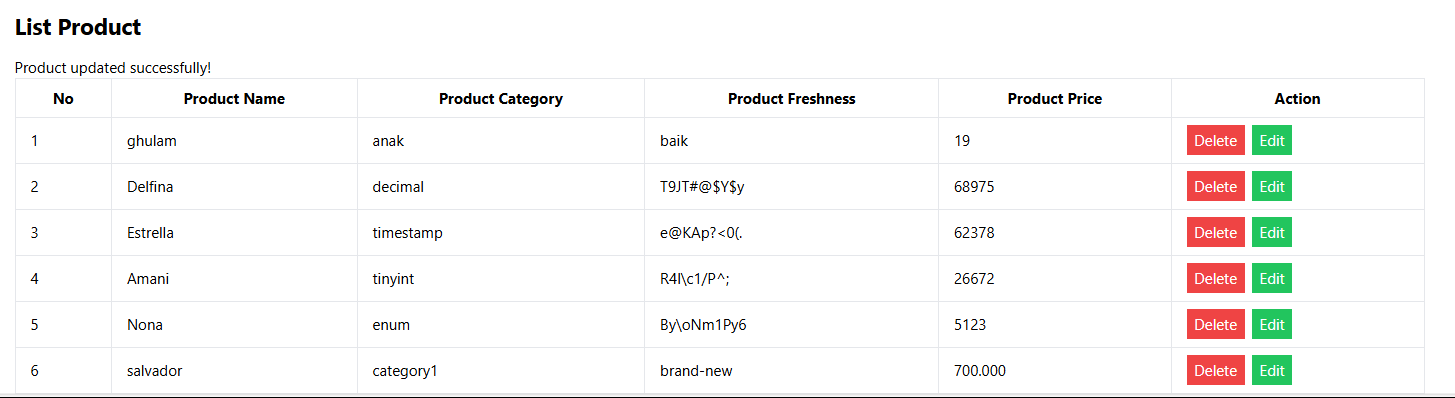 List Product
Product updated successfully!
No Product Name Product Category Product Freshness Product Price Action
1 ghulam anak baik 19 Delete Edit
2 Delfina decimal T9JT#@$Y$y 68975 Delete Edit
3 Estrella timestamp e@KAp?<0(. 62378 Delete Edit
4 Amani tinyint R4I\c1/P^; 26672 Delete Edit
5 Nona enum By\oNm1Py6 5123 Delete Edit
6 salvador category1 brand-new 700.000 Delete Edit